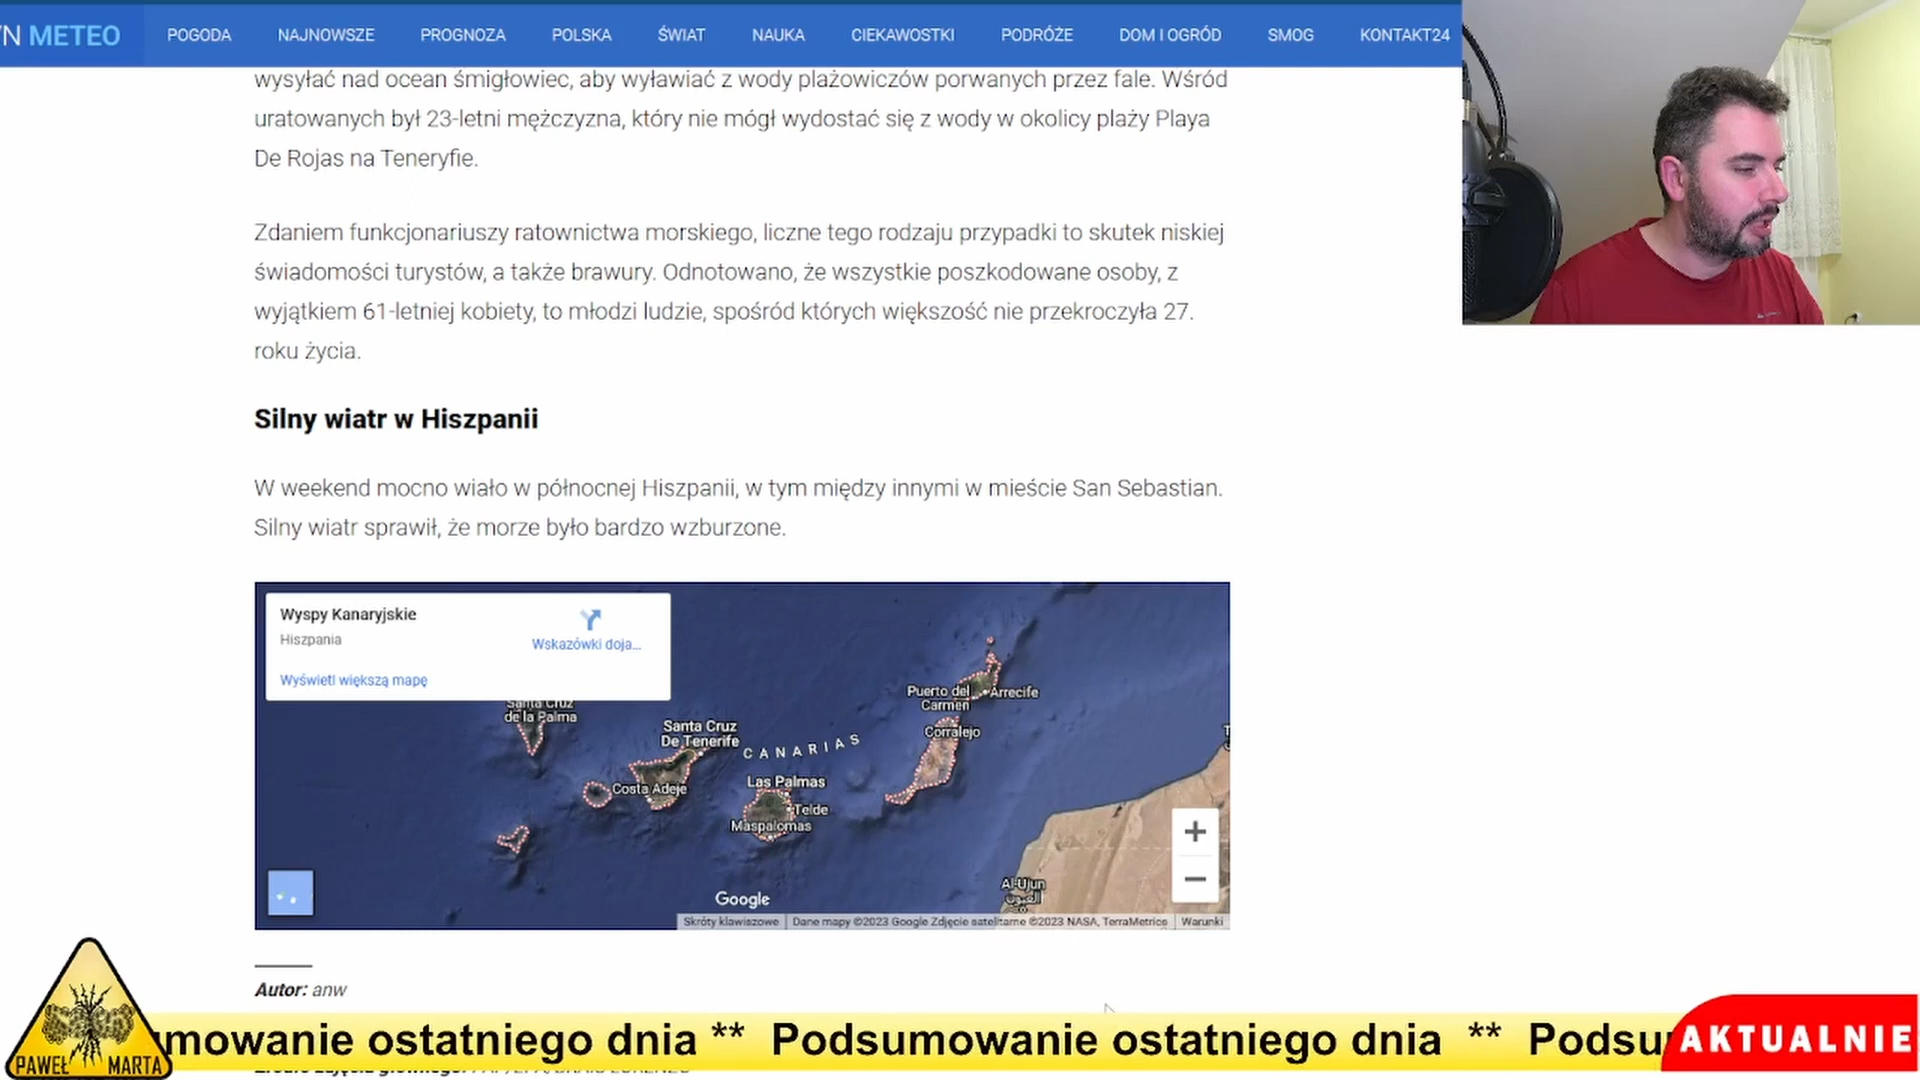 N METEO
POGODA NAJNOWSZE PROGNOZA POLSKA ŚWIAT NAUKA CIEKAWOSTKI PODRÓŻE DOM I OGRÓD SMOG KONTAKT24
wysyłać nad ocean śmigłowiec, aby wyławiać z wody plażowiczów porwanych przez fale. Wśród
uratowanych był 23-letni mężczyzna, który nie mógł wydostać się z wody w okolicy plaży Playa
De Rojas na Teneryfie.
Zdaniem funkcjonariuszy ratownictwa morskiego, liczne tego rodzaju przypadki to skutek niskiej
świadomości turystów, a także brawury. Odnotowano, że wszystkie poszkodowane osoby, z
wyjątkiem 61-letniej kobiety, to młodzi ludzie, spośród których większość nie przekroczyła 27.
roku życia.
Silny wiatr w Hiszpanii
W weekend mocno wiało w północnej Hiszpanii, w tym między innymi w mieście San Sebastian.
Silny wiatr sprawił, że morze było bardzo wzburzone.
Wyspy Kanaryjskie
Hiszpania
Wskazówki doja...
Wyświetl większą mapę
Santa Cruz
de la Palma
Santa Cruz
De Tenerife
CANARIAS
Costa Adeje
Las Palmas
Telde
Maspalomas
Puerto del
Carmen
Arrecife
Corralejo
Al-Ujun
العيون
Google
Skróty klawiszowe Dane mapy ©2023 Google Zdjęcie satelitarne ©2023 NASA, TerraMetrics Warunki
Autor: anw
mowanie ostatniego dnia ** Podsumowanie ostatniego dnia ** Podsu
AKTUALNIE
PAWEŁ MARTA